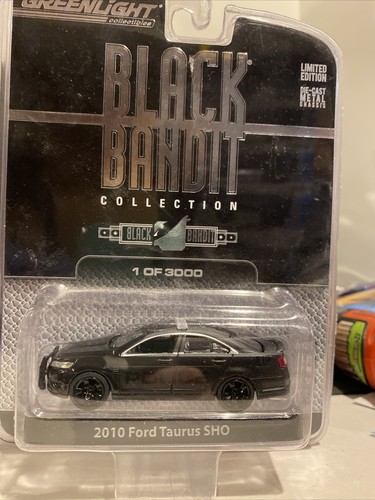 GREENLIGHT
collectibles
BLACK
BANDIT
COLLECTION
LIMITED
EDITION
DIE-CAST
METAL
CHASSIS
BLACK BANDIT
1 OF 3000
2010 Ford Taurus SHO